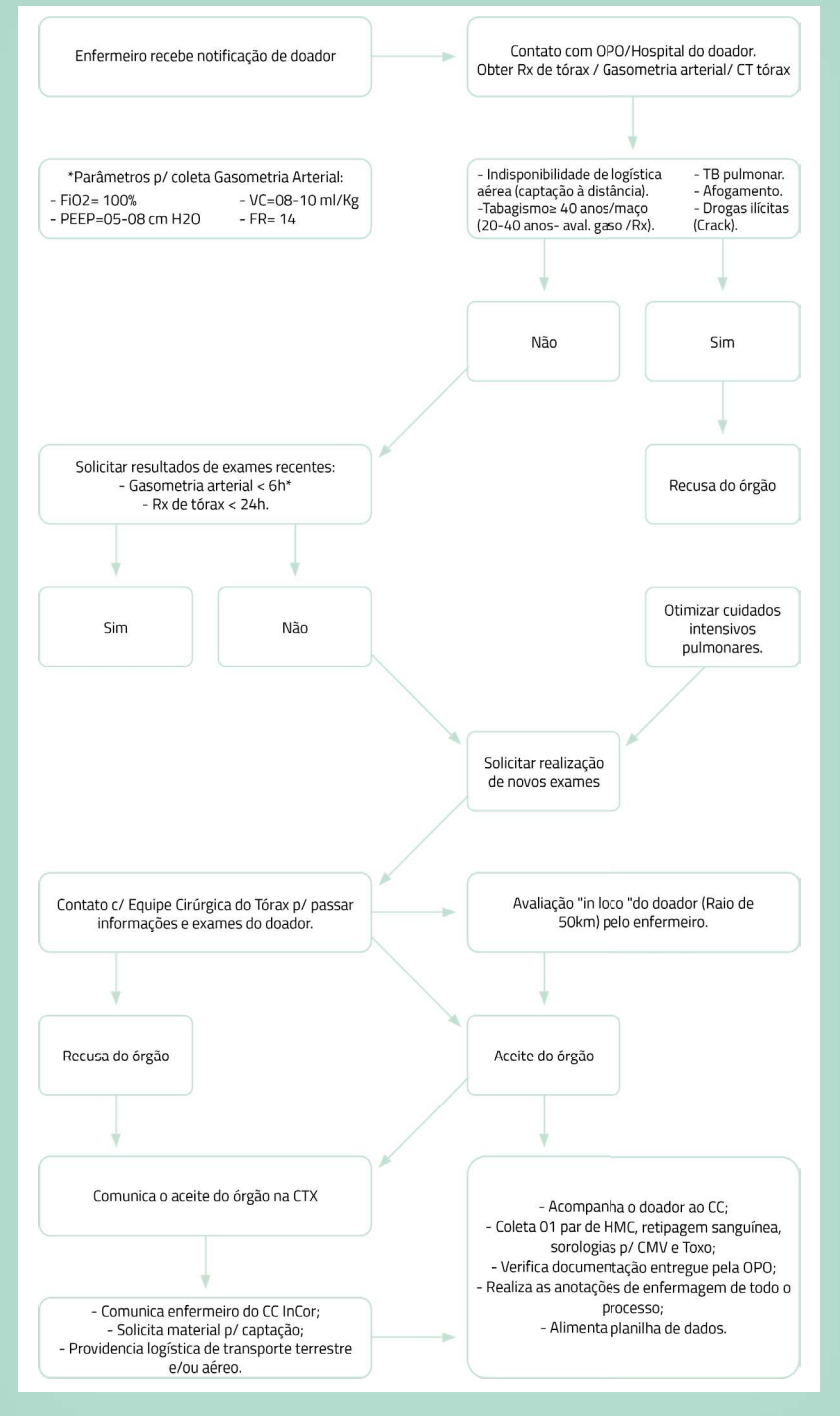 Enfermeiro recebe notificação de doador
Contato com OPO/Hospital do doador.
Obter Rx de tórax / Gasometria arterial/ CT tórax
*Parâmetros p/ coleta Gasometria Arterial:
- FiO2= 100%
- PEEP=05-08 cm H2O
- VC=08-10 ml/Kg
- FR= 14
- Indisponibilidade de logística
aérea (captação à distância).
-Tabagismo≥ 40 anos/maço
(20-40 anos- aval. gaso /Rx).
- TB pulmonar.
- Afogamento.
- Drogas ilícitas
(Crack).
Não
Sim
Solicitar resultados de exames recentes:
- Gasometria arterial < 6h*
- Rx de tórax < 24h.
Recusa do órgão
Sim
Não
Otimizar cuidados
intensivos
pulmonares.
Solicitar realização
de novos exames
Contato c/ Equipe Cirúrgica do Tórax p/ passar
informações e exames do doador.
Avaliação "in loco "do doador (Raio de
50km) pelo enfermeiro.
Recusa do órgão
Aceite do órgão
Comunica o aceite do órgão na CTX
- Acompanha o doador ao CC;
- Coleta 01 par de HMC, retipagem sanguínea,
sorologias p/ CMV e Toxo;
- Verifica documentação entregue pela OPO;
- Realiza as anotações de enfermagem de todo o
processo;
- Alimenta planilha de dados.
- Comunica enfermeiro do CC InCor;
- Solicita material p/ captação;
- Providencia logística de transporte terrestre
e/ou aéreo.